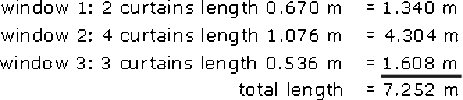 window 1: 2 curtains length 0.670 m = 1.340 m
window 2: 4 curtains length 1.076 m = 4.304 m
window 3: 3 curtains length 0.536 m = 1.608 m
total length = 7.252 m